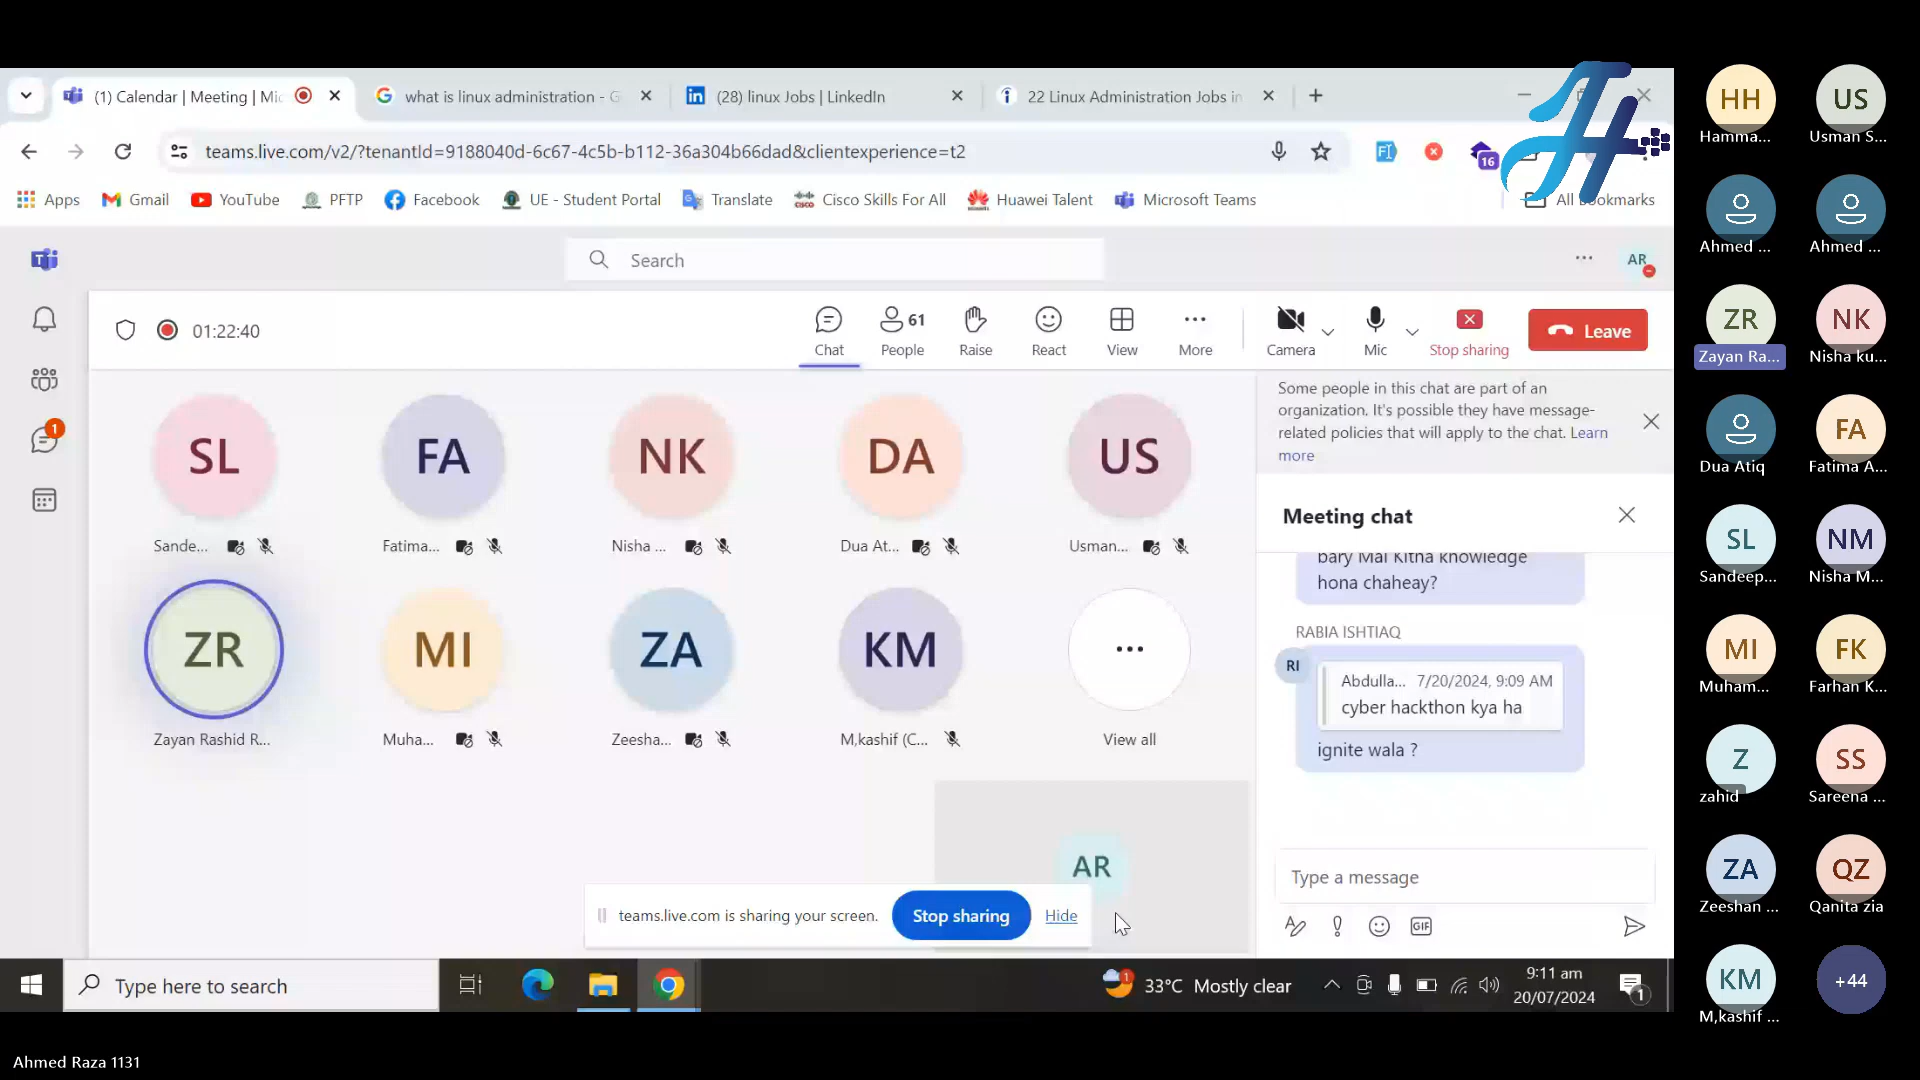 (1) Calendar | Meeting | Mic
what is linux administration - G
(28) linux Jobs | LinkedIn
22 Linux Administration Jobs in
teams.live.com/v2/?tenantId=9188040d-6c67-4c5b-b112-36a304b66dad&clientexperience=t2
16
Apps
Gmail
YouTube
PFTP
Facebook
UE - Student Portal
Translate
Cisco Skills For All
Huawei Talent
Microsoft Teams
All Bookmarks
Search
AR
01:22:40
Chat
61
People
Raise
React
View
More
Camera
Mic
Stop sharing
Leave
1
SL
FA
NK
DA
US
Sande...
Fatima...
Nisha ...
Dua At...
Usman...
ZR
MI
ZA
KM
Zayan Rashid R...
Muha...
Zeesha...
M,kashif (C...
View all
AR
teams.live.com is sharing your screen.
Stop sharing
Hide
Some people in this chat are part of an
organization. It's possible they have message-
related policies that will apply to the chat. Learn
more
Meeting chat
bary Mai Kitna knowledge
hona chaheay?
RABIA ISHTIAQ
RI
Abdulla... 7/20/2024, 9:09 AM
cyber hackthon kya ha
ignite wala ?
Type a message
GIF
Type here to search
1
33°C Mostly clear
9:11 am
20/07/2024
1
HH
Hamma...
US
Usman S...
Ahmed ...
Ahmed ...
ZR
Zayan Ra...
NK
Nisha ku...
Dua Atiq
FA
Fatima A...
SL
Sandeep...
NM
Nisha M...
MI
Muham...
FK
Farhan K...
Z
zahid
SS
Sareena ...
ZA
Zeeshan ...
QZ
Qanita zia
KM
M,kashif ...
+44
Ahmed Raza 1131